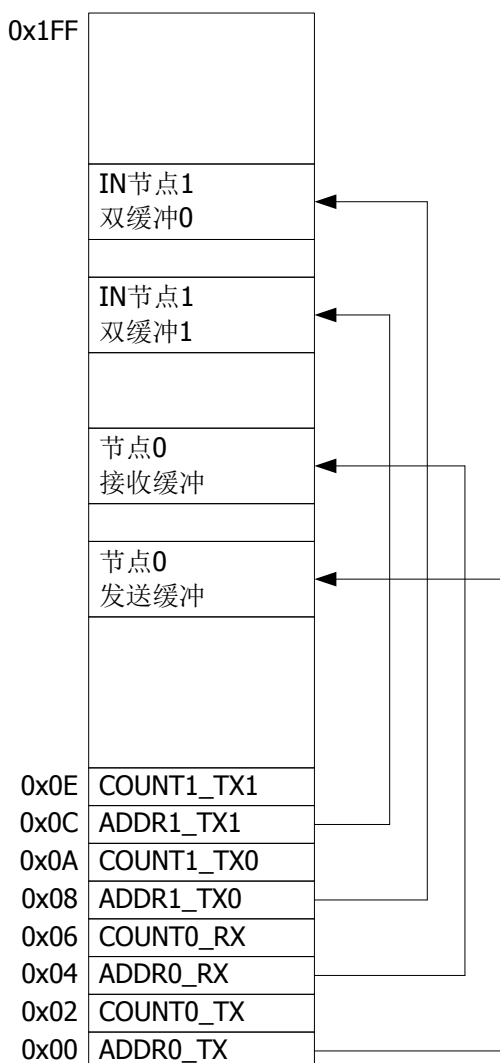 0x1FF
IN节点1
双缓冲0
IN节点1
双缓冲1
节点0
接收缓冲
节点0
发送缓冲
0x0E COUNT1_TX1
0x0C ADDR1_TX1
0x0A COUNT1_TX0
0x08 ADDR1_TX0
0x06 COUNT0_RX
0x04 ADDR0_RX
0x02 COUNT0_TX
0x00 ADDR0_TX